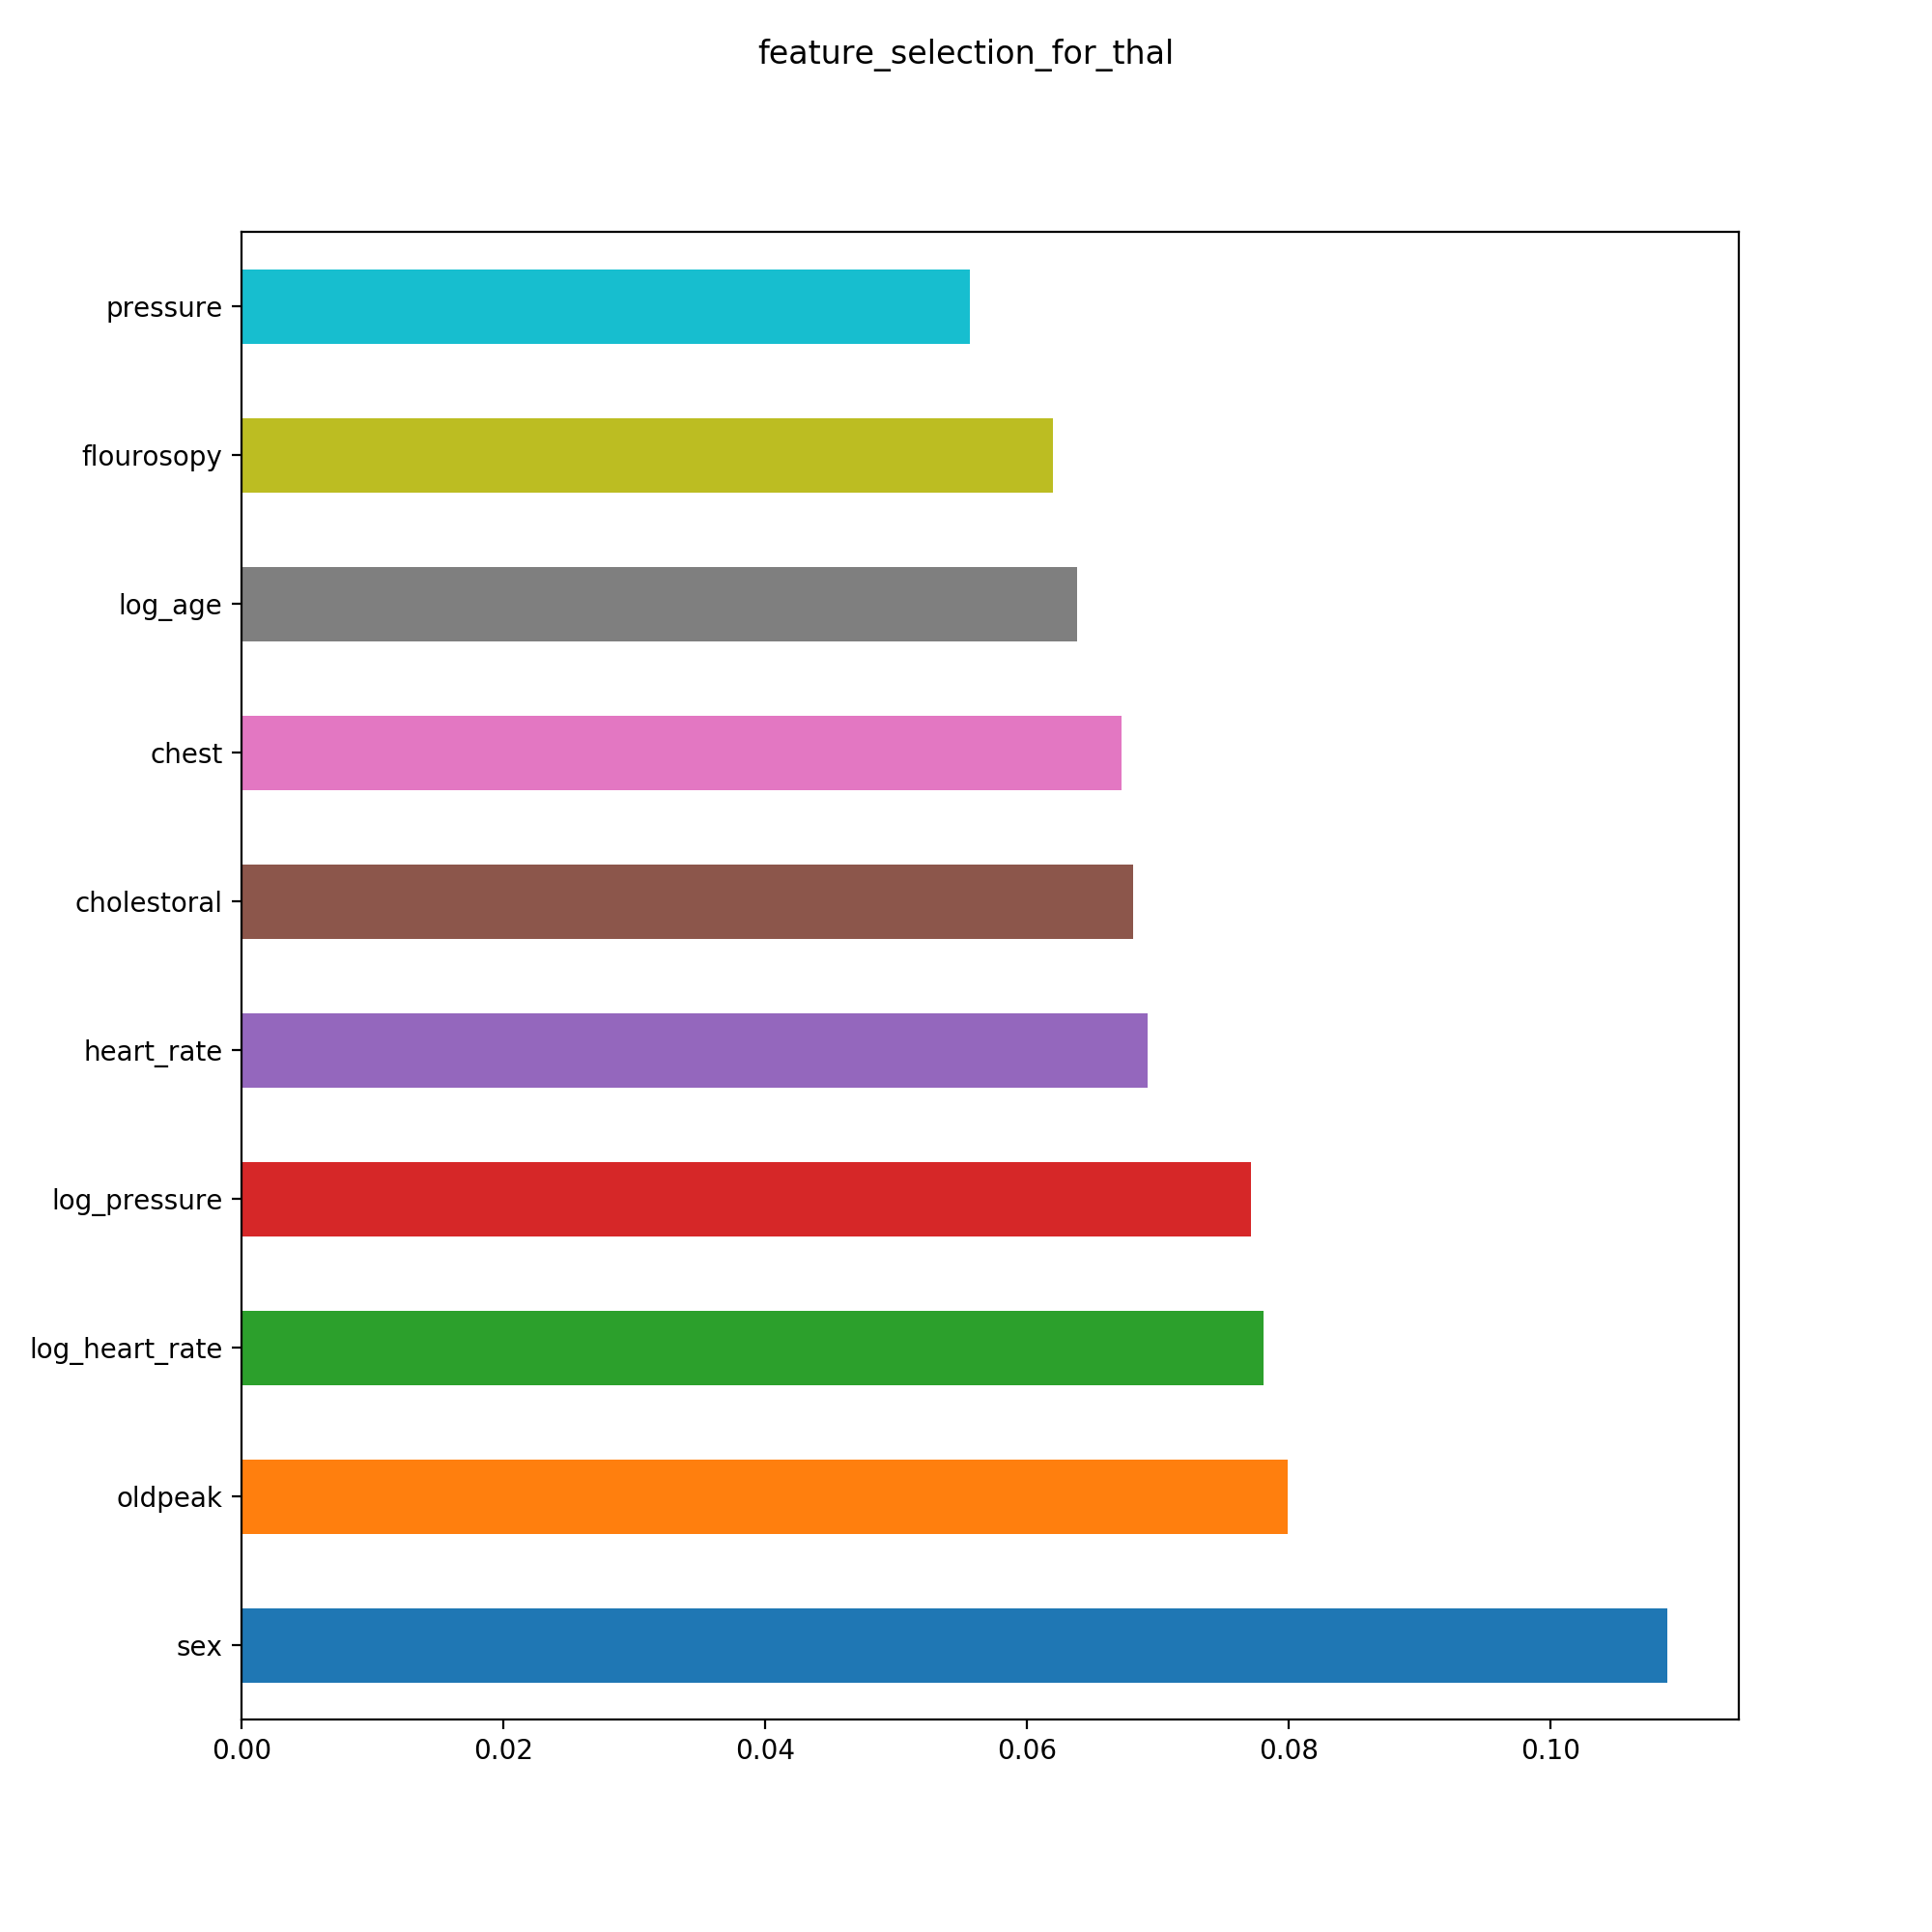 feature_selection_for_thal
pressure
flourosopy
log_age
chest
cholestoral
heart_rate
log_pressure
log_heart_rate
oldpeak
sex
0.00 0.02 0.04 0.06 0.08 0.10